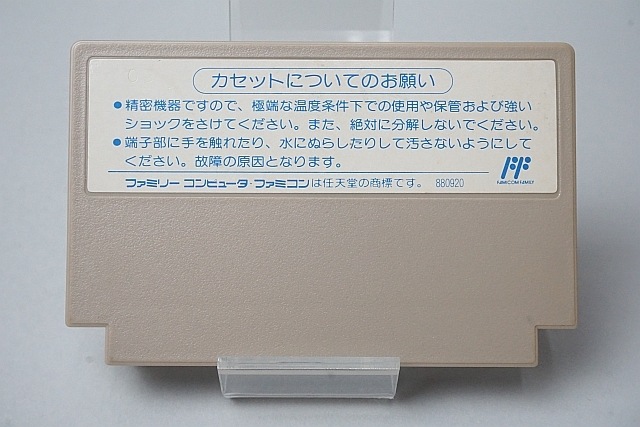 カセットについてのお願い
●精密機器ですので、極端な温度条件下での使用や保管および強い
ショックをさけてください。また、絶対に分解しないでください。
●端子部に手を触れたり、水にぬらしたりして汚さないようにして
ください。故障の原因となります。
FAMICOM FAMILY
ファミリー コンピュータ・ファミコンは任天堂の商標です。 880920